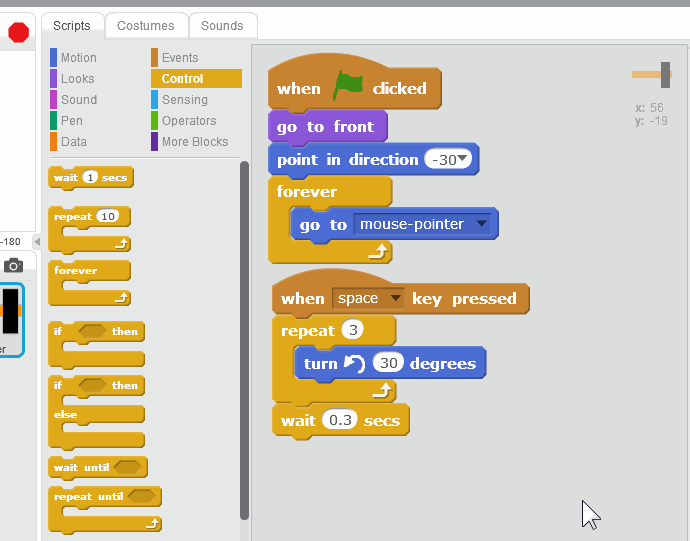 Scripts Costumes Sounds
Motion Events
Looks Control
Sound Sensing
Pen Operators
Data More Blocks
wait 1 secs
repeat 10
forever
if then
if then
else
wait until
repeat until
-180
er
when clicked
go to front
point in direction -30
forever
go to mouse-pointer
when space key pressed
repeat 3
turn 30 degrees
wait 0.3 secs
x: 56
y: -19